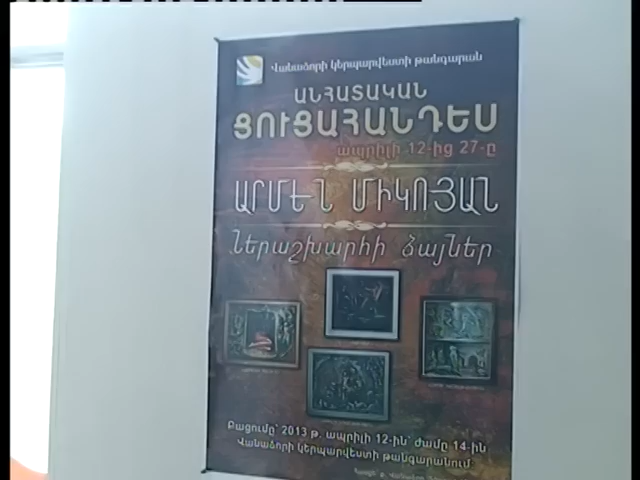 Վանաձորի կերպարվեստի թանգարան
ԱՆՀԱՏԱԿԱՆ
ՑՈՒՑԱՀԱՆԴԵՍ
ապրիլի 12-ից 27-ը
ԱՐՄԵՆ ՄԻԿՈՅԱՆ
Ներաշխարհի ձայներ
Բացումը՝ 2013 թ. ապրիլի 12-ին՝ ժամը 14-ին
Վանաձորի կերպարվեստի թանգարանում